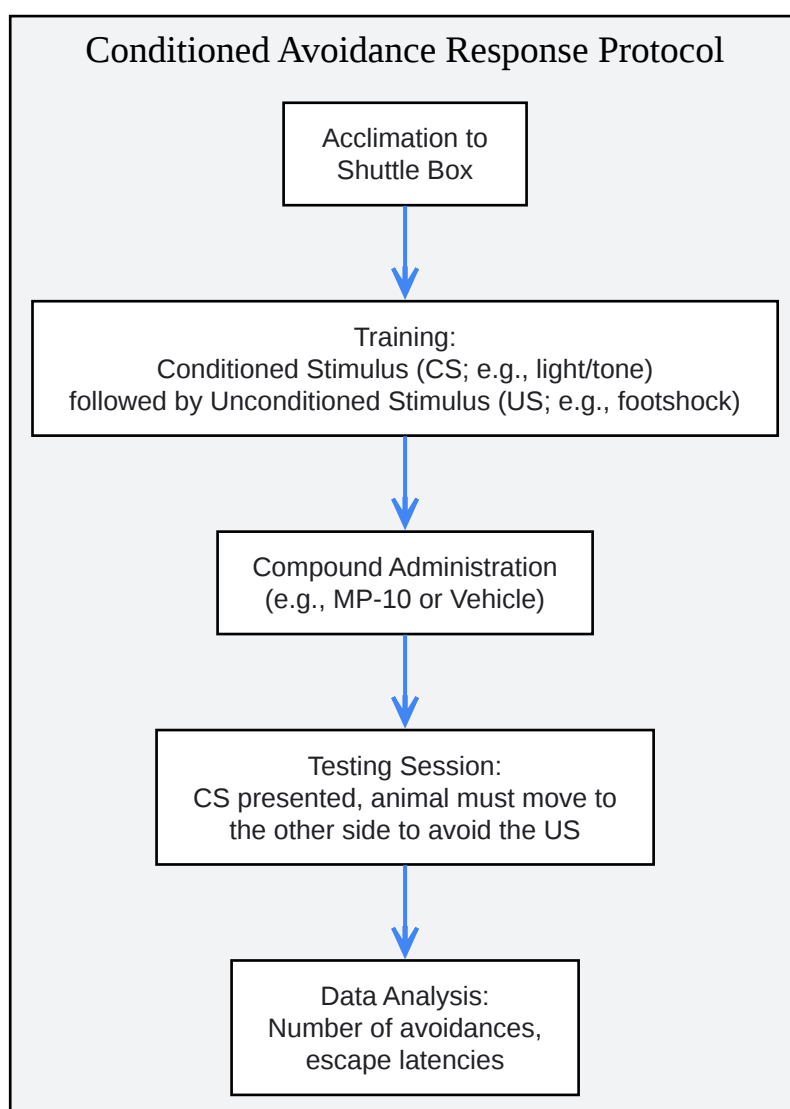 Conditioned Avoidance Response Protocol
Acclimation to
Shuttle Box
Training:
Conditioned Stimulus (CS; e.g., light/tone)
followed by Unconditioned Stimulus (US; e.g., footshock)
Compound Administration
(e.g., MP-10 or Vehicle)
Testing Session:
CS presented, animal must move to
the other side to avoid the US
Data Analysis:
Number of avoidances,
escape latencies